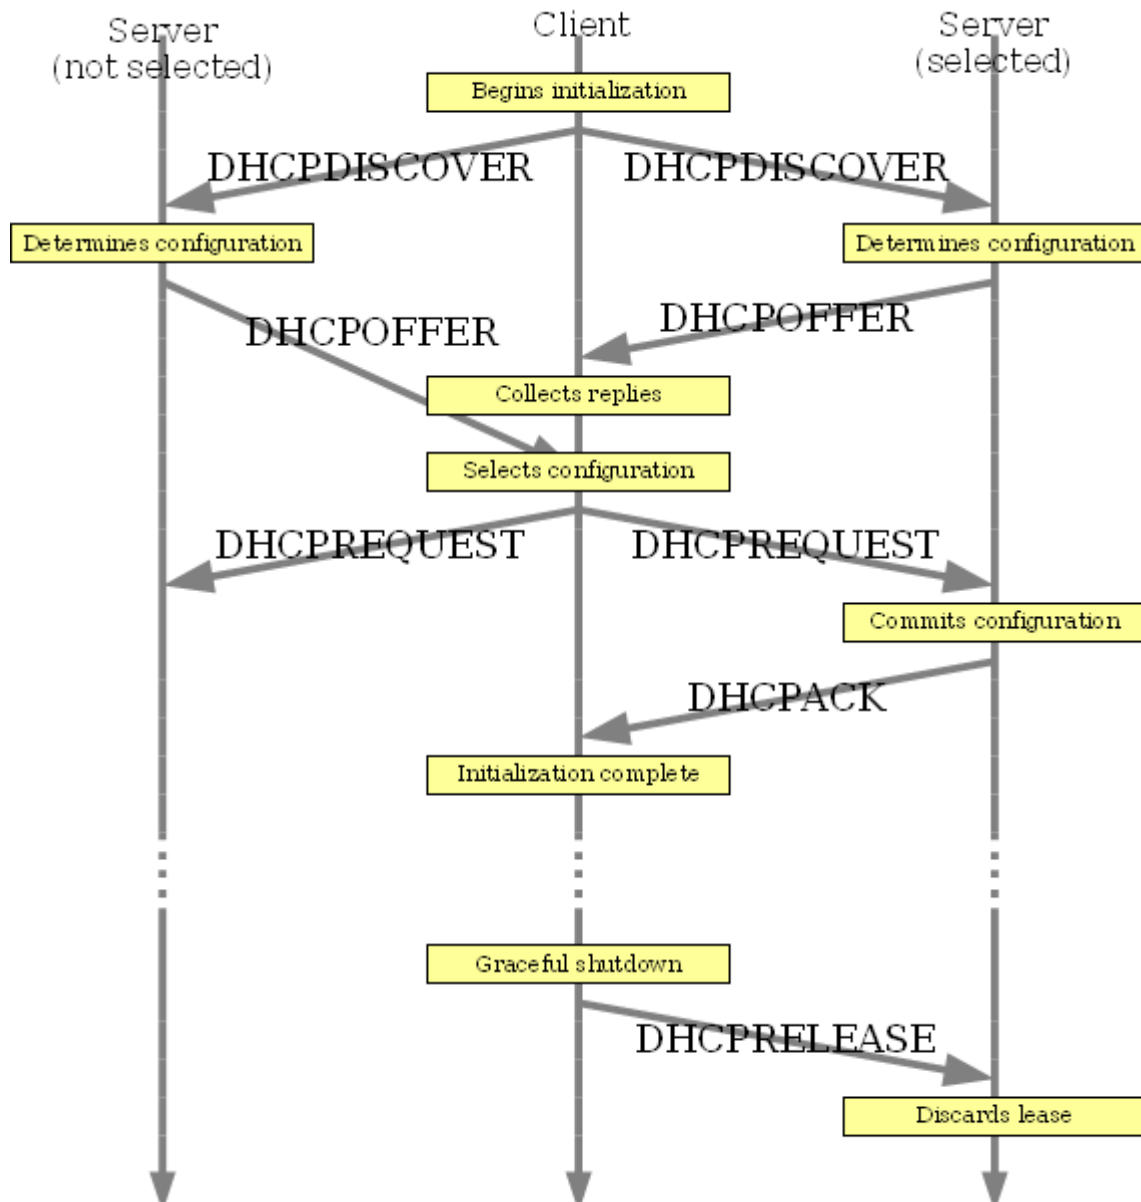 Server
(not selected)
Client
Server
(selected)
Begins initialization
DHCPDISCOVER
DHCPDISCOVER
Determines configuration
Determines configuration
DHCPOFFER
DHCPOFFER
Collects replies
Selects configuration
DHCPREQUEST
DHCPREQUEST
Commits configuration
DHCPACK
Initialization complete
Graceful shutdown
DHCPRELEASE
Discards lease